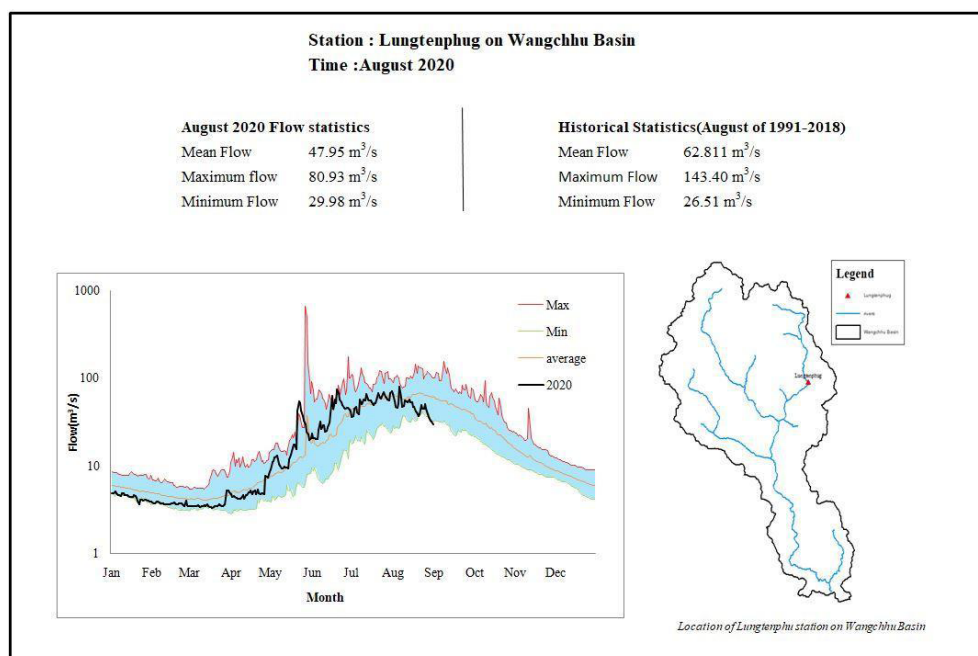 Station : Lungtenphug on Wangchhu Basin
Time :August 2020
August 2020 Flow statistics
Mean Flow 47.95 m³/s
Maximum flow 80.93 m³/s
Minimum Flow 29.98 m³/s
Historical Statistics(August of 1991-2018)
Mean Flow 62.811 m³/s
Maximum Flow 143.40 m³/s
Minimum Flow 26.51 m³/s
1000
100
10
1
Flow(m³/s)
Max
Min
average
2020
Jan Feb Mar Apr May Jun Jul Aug Sep Oct Nov Dec
Month
Legend
Lungtenphug
Wangchhu Basin
Lungtenphug
Location of Lungtenphu station on Wangchhu Basin